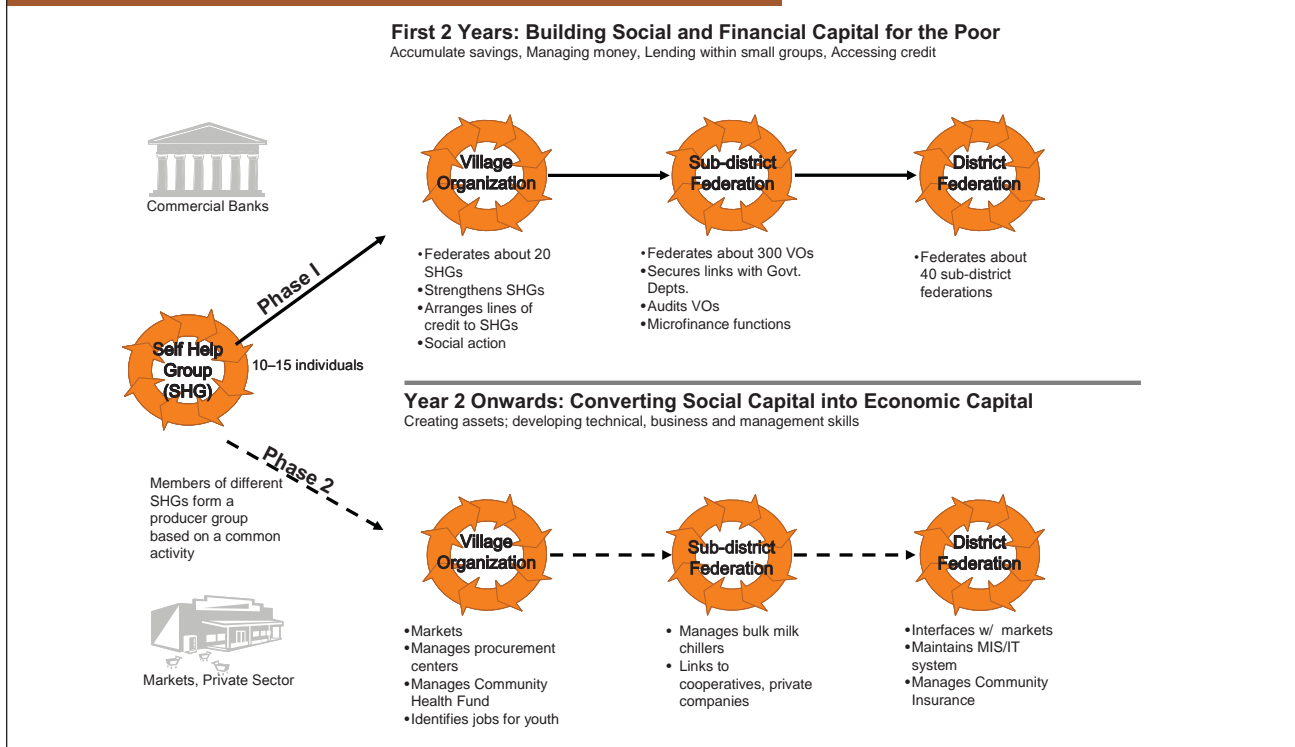 First 2 Years: Building Social and Financial Capital for the Poor
Accumulate savings, Managing money, Lending within small groups, Accessing credit
Commercial Banks
Village
Organization
Sub-district
Federation
District
Federation
•Federates about 20
SHGs
•Strengthens SHGs
•Arranges lines of
credit to SHGs
•Social action
•Federates about 300 VOs
•Secures links with Govt.
Depts.
•Audits VOs
•Microfinance functions
•Federates about
40 sub-district
federations
Phase I
Self Help
Group
(SHG)
10–15 individuals
Year 2 Onwards: Converting Social Capital into Economic Capital
Creating assets; developing technical, business and management skills
Phase 2
Members of different
SHGs form a
producer group
based on a common
activity
Village
Organization
Sub-district
Federation
District
Federation
Markets, Private Sector
•Markets
•Manages procurement
centers
•Manages Community
Health Fund
•Identifies jobs for youth
• Manages bulk milk
chillers
• Links to
cooperatives, private
companies
•Interfaces w/ markets
•Maintains MIS/IT
system
•Manages Community
Insurance